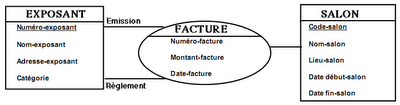 EXPOSANT
Numéro-exposant
Nom-exposant
Adresse-exposant
Catégorie
Emission
Règlement
FACTURE
Numéro-facture
Montant-facture
Date-facture
SALON
Code-salon
Nom-salon
Lieu-salon
Date début-salon
Date fin-salon